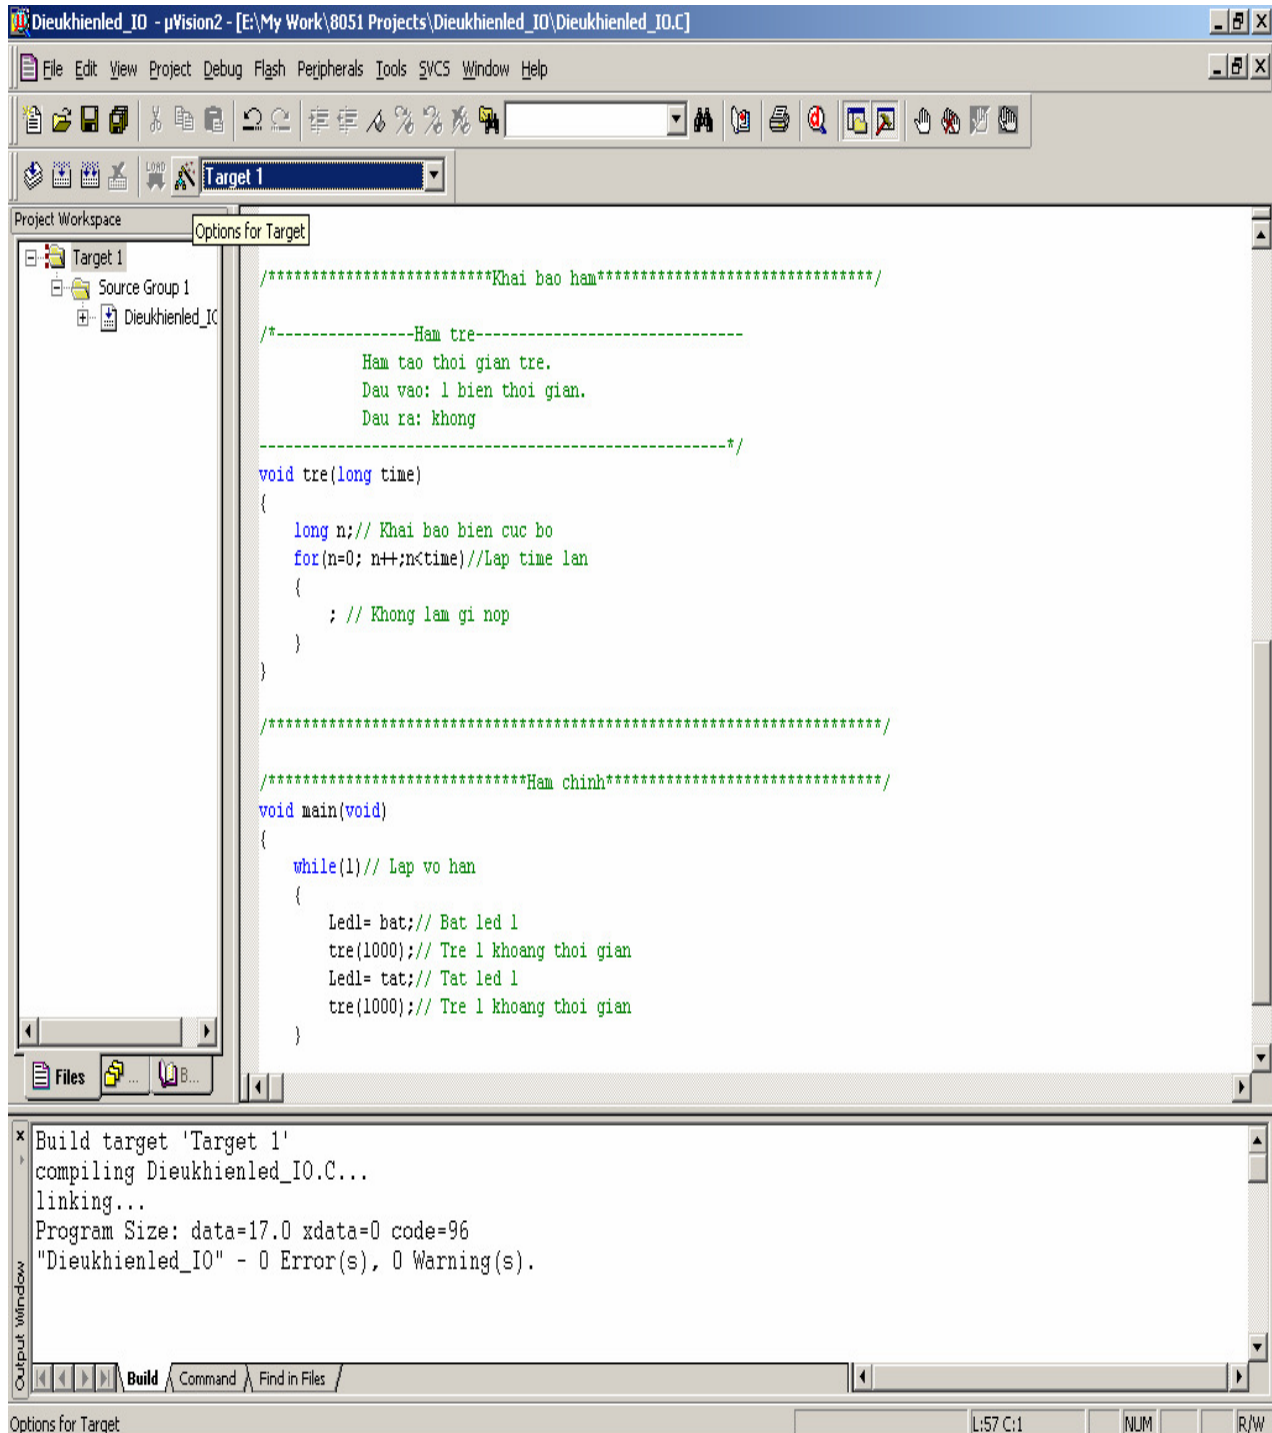 Dieukhienled_IO - µVision2 - [E:\My Work\8051 Projects\Dieukhienled_IO\Dieukhienled_IO.C]
File Edit View Project Debug Flash Peripherals Tools SVCS Window Help
LOAD
Target 1
Project Workspace
Options for Target
Target 1
Source Group 1
Dieukhienled_IO
/**************************Khai bao ham********************************/
/*----------------Ham tre-------------------------------
Ham tao thoi gian tre.
Dau vao: 1 bien thoi gian.
Dau ra: khong
------------------------------------------------------*/
void tre(long time)
{
long n;// Khai bao bien cuc bo
for(n=0; n++;n<time)//Lap time lan
{
; // Khong lam gi nop
}
}
/***********************************************************************/
/******************************Ham chinh********************************/
void main(void)
{
while(1)// Lap vo han
{
Led1= bat;// Bat led 1
tre(1000);// Tre 1 khoang thoi gian
Led1= tat;// Tat led 1
tre(1000);// Tre 1 khoang thoi gian
}
Files ... B...
Build target 'Target 1'
compiling Dieukhienled_IO.C...
linking...
Program Size: data=17.0 xdata=0 code=96
"Dieukhienled_IO" - 0 Error(s), 0 Warning(s).
Output Window
Build Command Find in Files
Options for Target L:57 C:1 NUM R/W